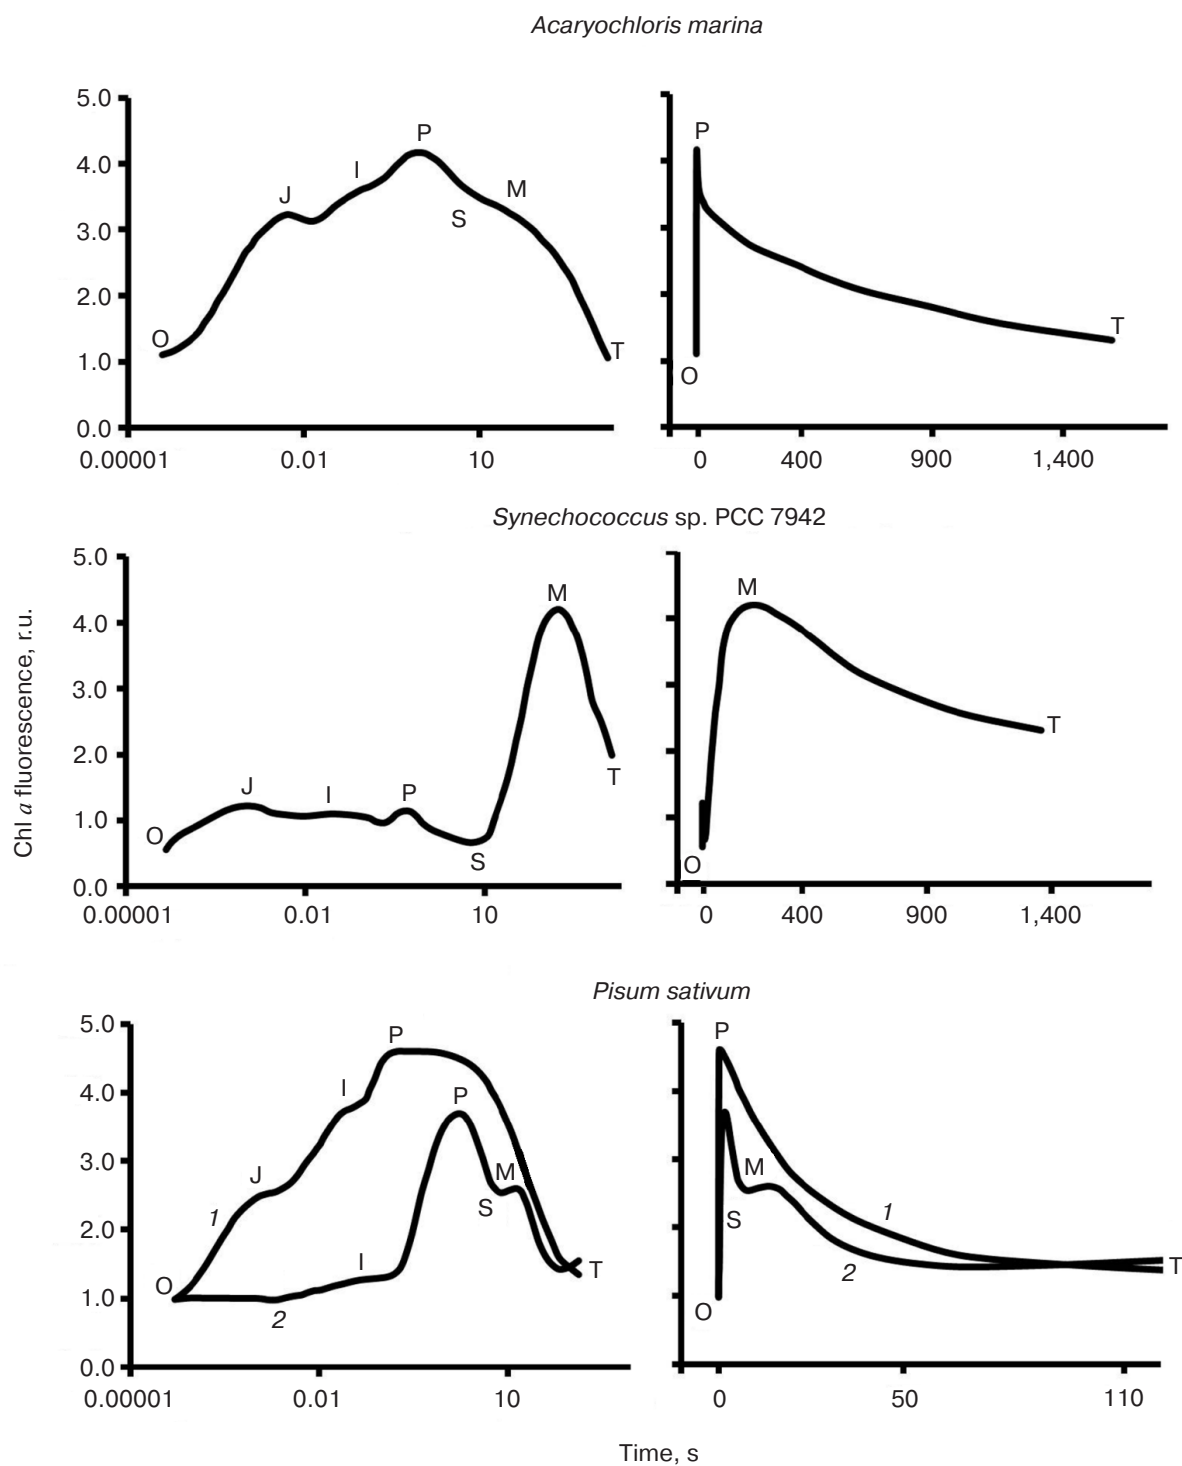 Acaryochloris marina
5.0
4.0
3.0
2.0
1.0
0.0
O
J
I
P
S
M
T
0.00001
0.01
10
P
O
T
0
400
900
1,400
Synechococcus sp. PCC 7942
5.0
4.0
3.0
2.0
1.0
0.0
O
J
I
P
S
M
T
0.00001
0.01
10
M
O
T
0
400
900
1,400
Chl a fluorescence, r.u.
Pisum sativum
5.0
4.0
3.0
2.0
1.0
0.0
O
1
J
I
P
2
I
P
S
M
T
0.00001
0.01
10
P
M
S
1
2
O
T
0
50
110
Time, s